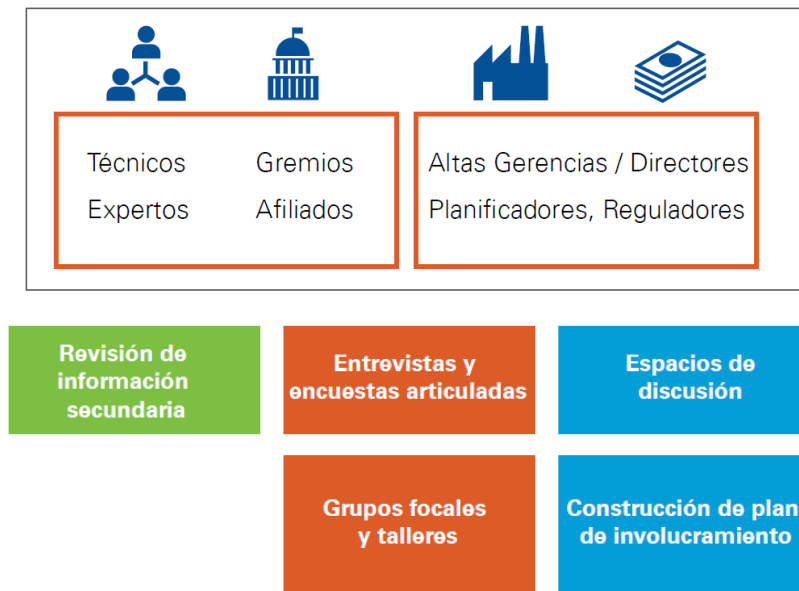 Técnicos Gremios
Expertos Afiliados
Altas Gerencias / Directores
Planificadores, Reguladores
Revisión de
información
secundaria
Entrevistas y
encuestas articuladas
Espacios de
discusión
Grupos focales
y talleres
Construcción de plan
de involucramiento